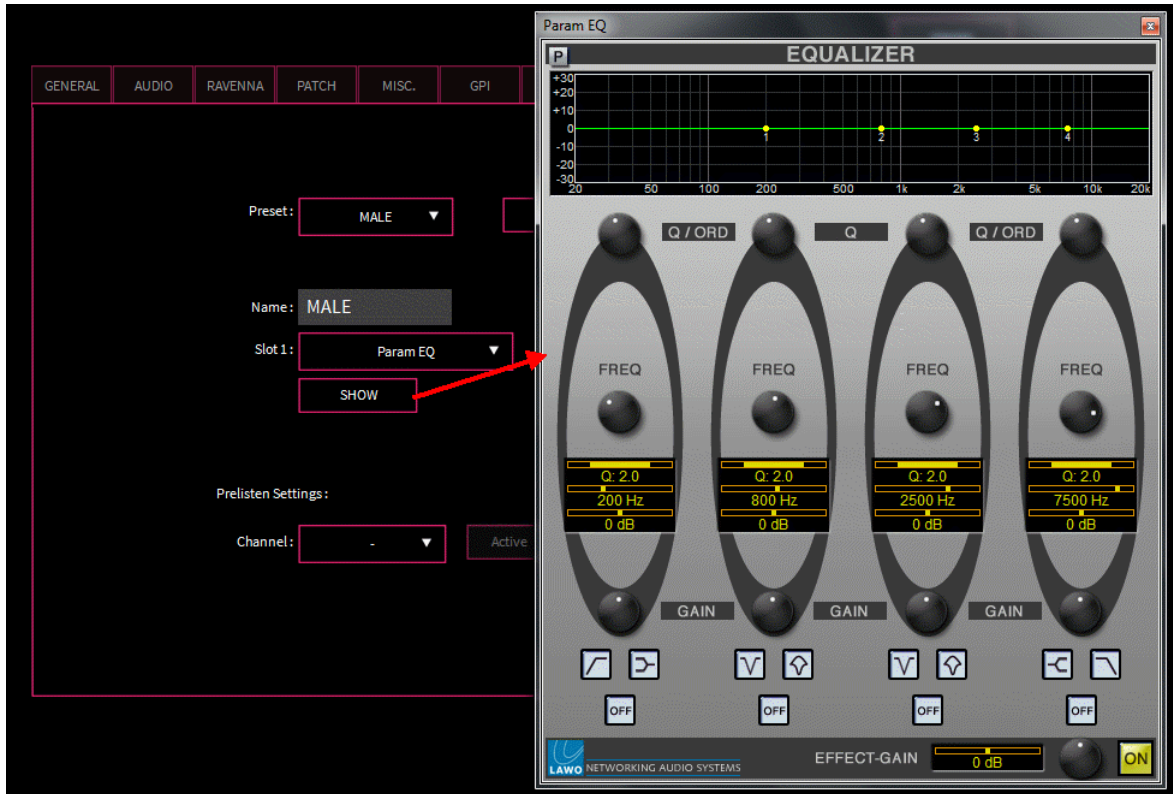 Param EQ
P
EQUALIZER
GENERAL AUDIO RAVENNA PATCH MISC. GPI
+30
+20
+10
0
-10
-20
-30
1 2 3 4
20 50 100 200 500 1k 2k 5k 10k 20k
Preset: MALE
Q / ORD Q Q / ORD
Name: MALE
Slot 1: Param EQ
SHOW
FREQ FREQ FREQ FREQ
Q: 2.0 Q: 2.0 Q: 2.0 Q: 2.0
200 Hz 800 Hz 2500 Hz 7500 Hz
0 dB 0 dB 0 dB 0 dB
Prelisten Settings:
Channel: - Active
GAIN GAIN GAIN
OFF OFF OFF OFF
LAWO NETWORKING AUDIO SYSTEMS
EFFECT-GAIN 0 dB ON